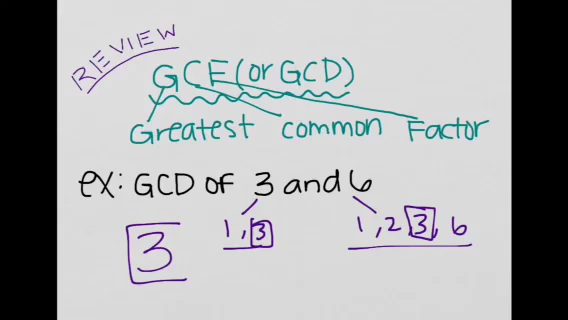 REVIEW
GCF (or GCD)
Greatest common Factor
ex: GCD of 3 and 6
1, 3 1, 2, 3, 6
3